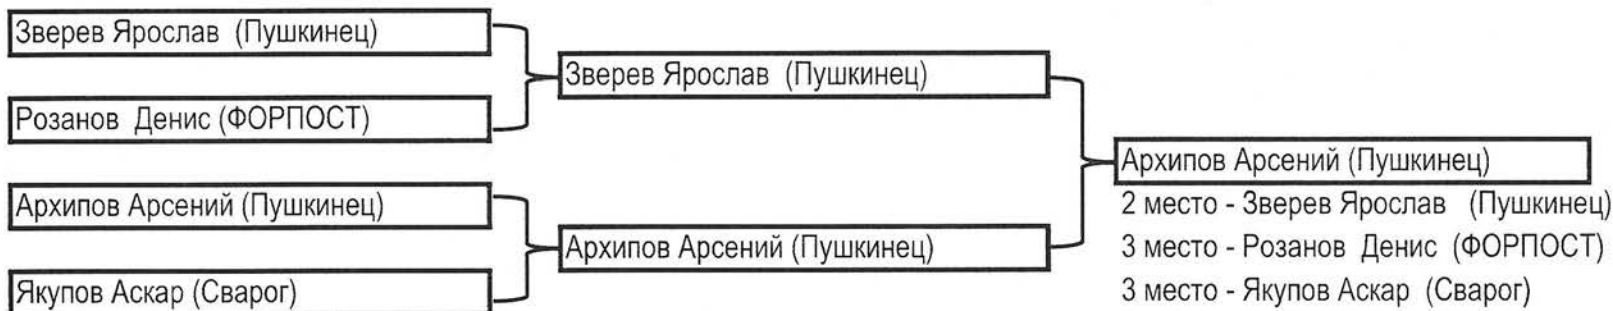 Зверев Ярослав (Пушкинец)
Розанов Денис (ФОРПОСТ)
Архипов Арсений (Пушкинец)
Якупов Аскар (Сварог)
Зверев Ярослав (Пушкинец)
Архипов Арсений (Пушкинец)
Архипов Арсений (Пушкинец)
2 место - Зверев Ярослав (Пушкинец)
3 место - Розанов Денис (ФОРПОСТ)
3 место - Якупов Аскар (Сварог)